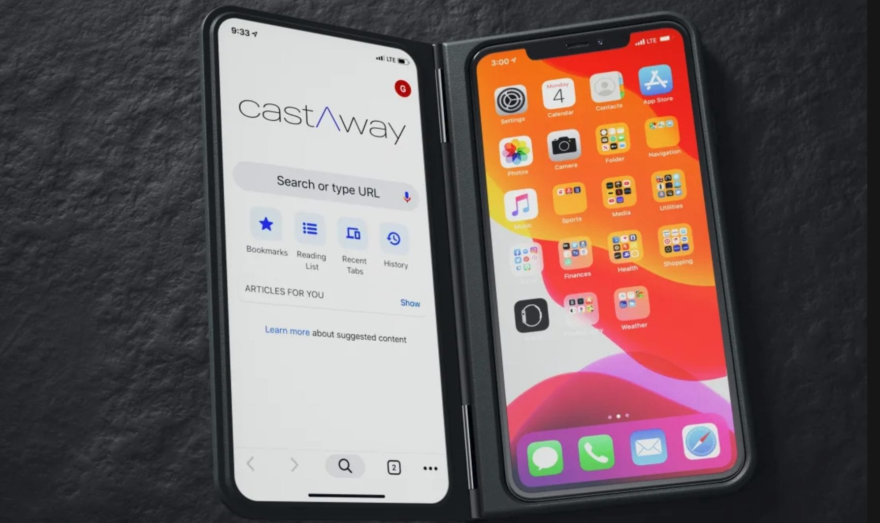 9:33
LTE
G
castΛway
Search or type URL
Bookmarks
Reading
List
Recent
Tabs
History
ARTICLES FOR YOU
Show
Learn more about suggested content
2
3:00
LTE
Monday
4
Settings
Calendar
Contacts
App Store
Photos
Camera
Folder
Navigation
Music
Sports
Media
Utilities
Finances
Health
Shopping
Weather